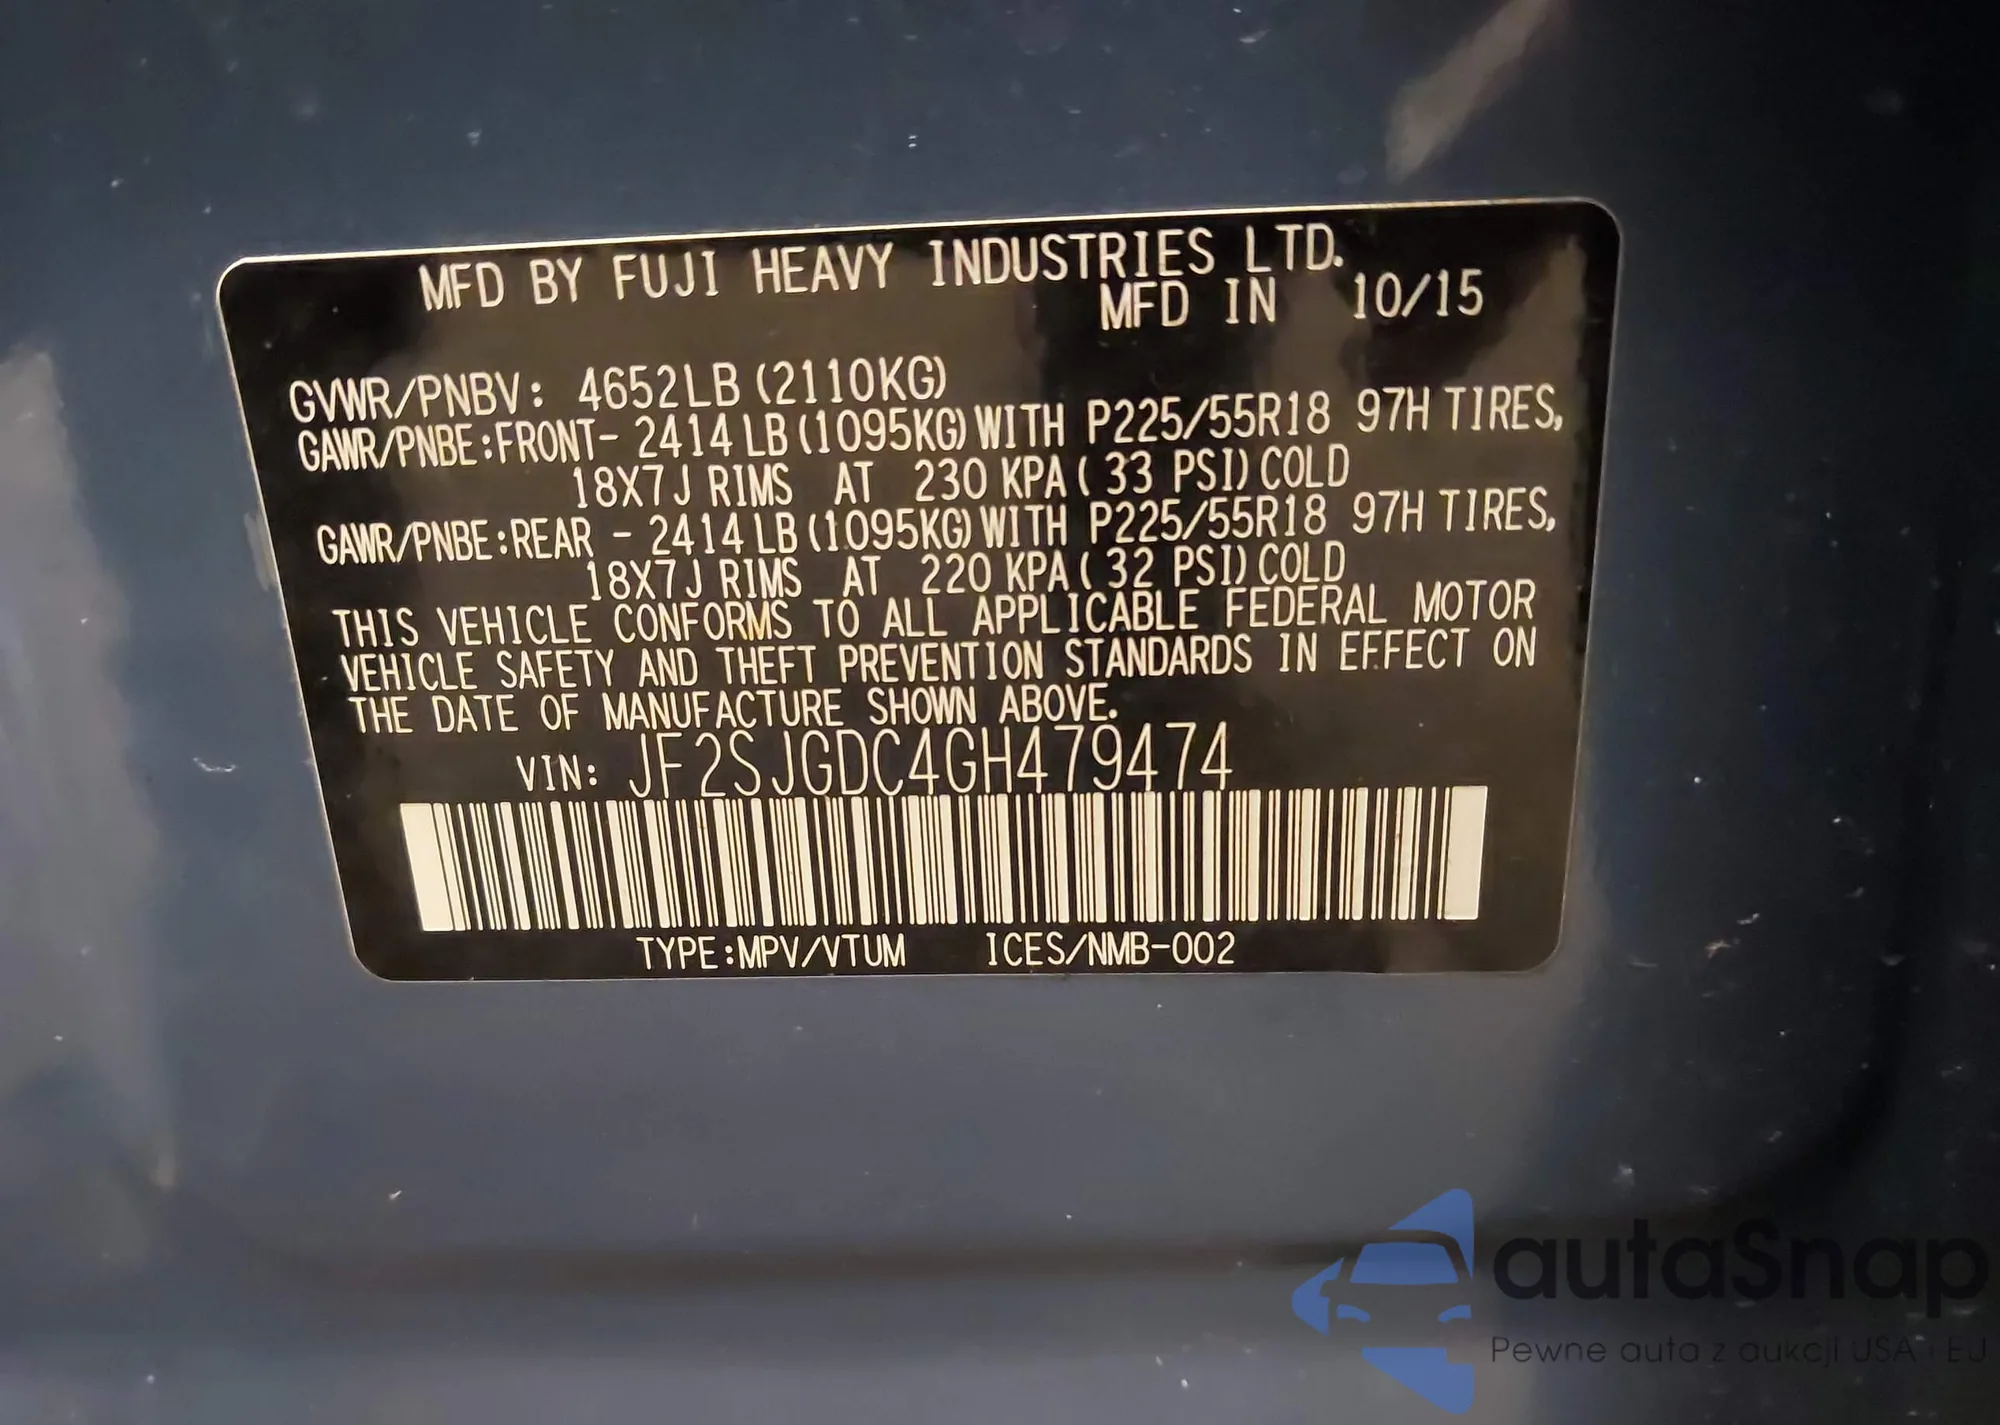 MFD BY FUJI HEAVY INDUSTRIES LTD.
MFD IN 10/15
GVWR/PNBV: 4652LB (2110KG)
GAWR/PNBE:FRONT- 2414 LB (1095KG) WITH P225/55R18 97H TIRES,
18X7J RIMS AT 230 KPA ( 33 PSI) COLD
GAWR/PNBE:REAR - 2414 LB (1095KG) WITH P225/55R18 97H TIRES,
18X7J RIMS AT 220 KPA ( 32 PSI) COLD
THIS VEHICLE CONFORMS TO ALL APPLICABLE FEDERAL MOTOR
VEHICLE SAFETY AND THEFT PREVENTION STANDARDS IN EFFECT ON
THE DATE OF MANUFACTURE SHOWN ABOVE.
VIN: JF2SJGDC4GH479474
TYPE:MPV/VTUM ICES/NMB-002
autaSnap
Pewne auta z aukcji USA i EU